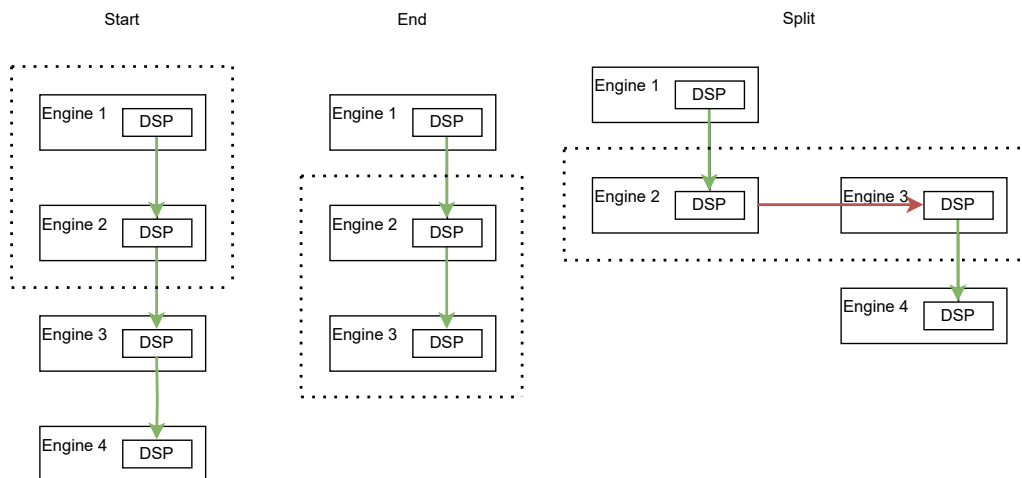 Start
Engine 1
DSP
Engine 2
DSP
Engine 3
DSP
Engine 4
DSP
End
Engine 1
DSP
Engine 2
DSP
Engine 3
DSP
Split
Engine 1
DSP
Engine 2
DSP
Engine 3
DSP
Engine 4
DSP